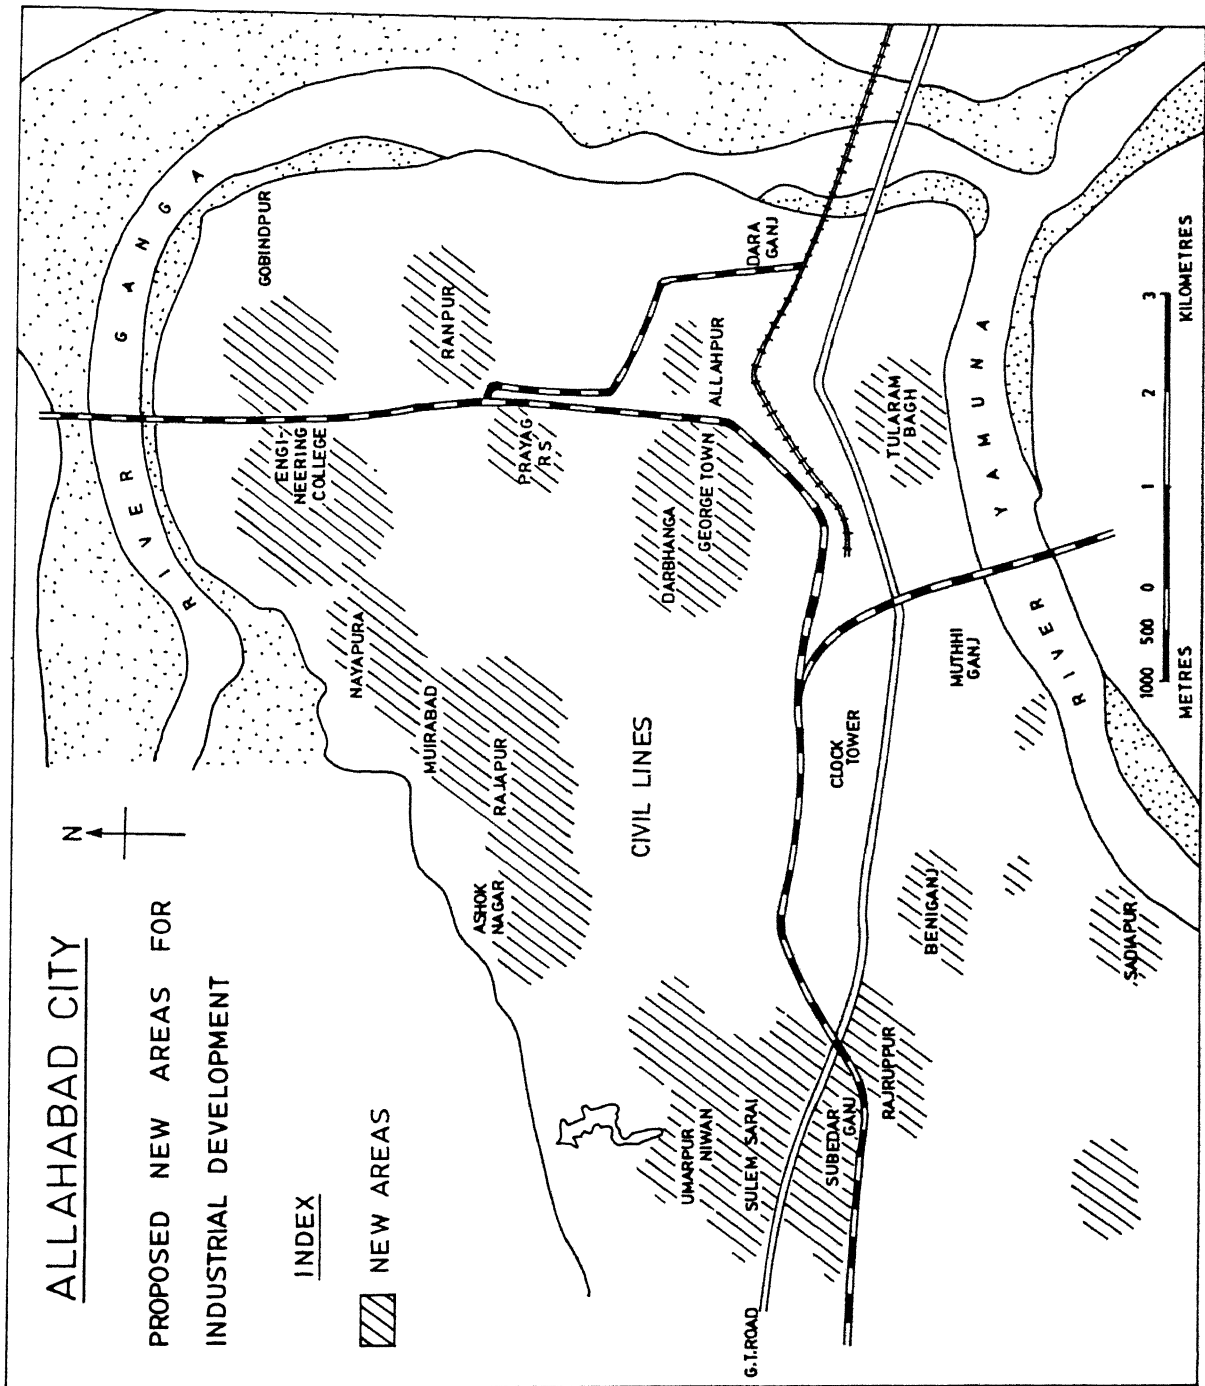 ALLAHABAD CITY
PROPOSED NEW AREAS FOR
INDUSTRIAL DEVELOPMENT
INDEX
NEW AREAS
N
RIVER GANGA
GOBINDPUR
ENGI-
NEERING
COLLEGE
RANPUR
PRAYAG
R S
NAYAPURA
MUIRABAD
RAJAPUR
ASHOK
NAGAR
DARBHANGA
GEORGE TOWN
ALLAHPUR
DARA
GANJ
CIVIL LINES
UMARPUR
NIWAN
SULEM SARAI
SUBEDAR
GANJ
RAJRUPPUR
G.T.ROAD
CLOCK
TOWER
TULARAM
BAGH
MUTHHI
GANJ
BENIGANJ
SADIAPUR
RIVER YAMUNA
1000 500 0 1 2 3
METRES KILOMETRES